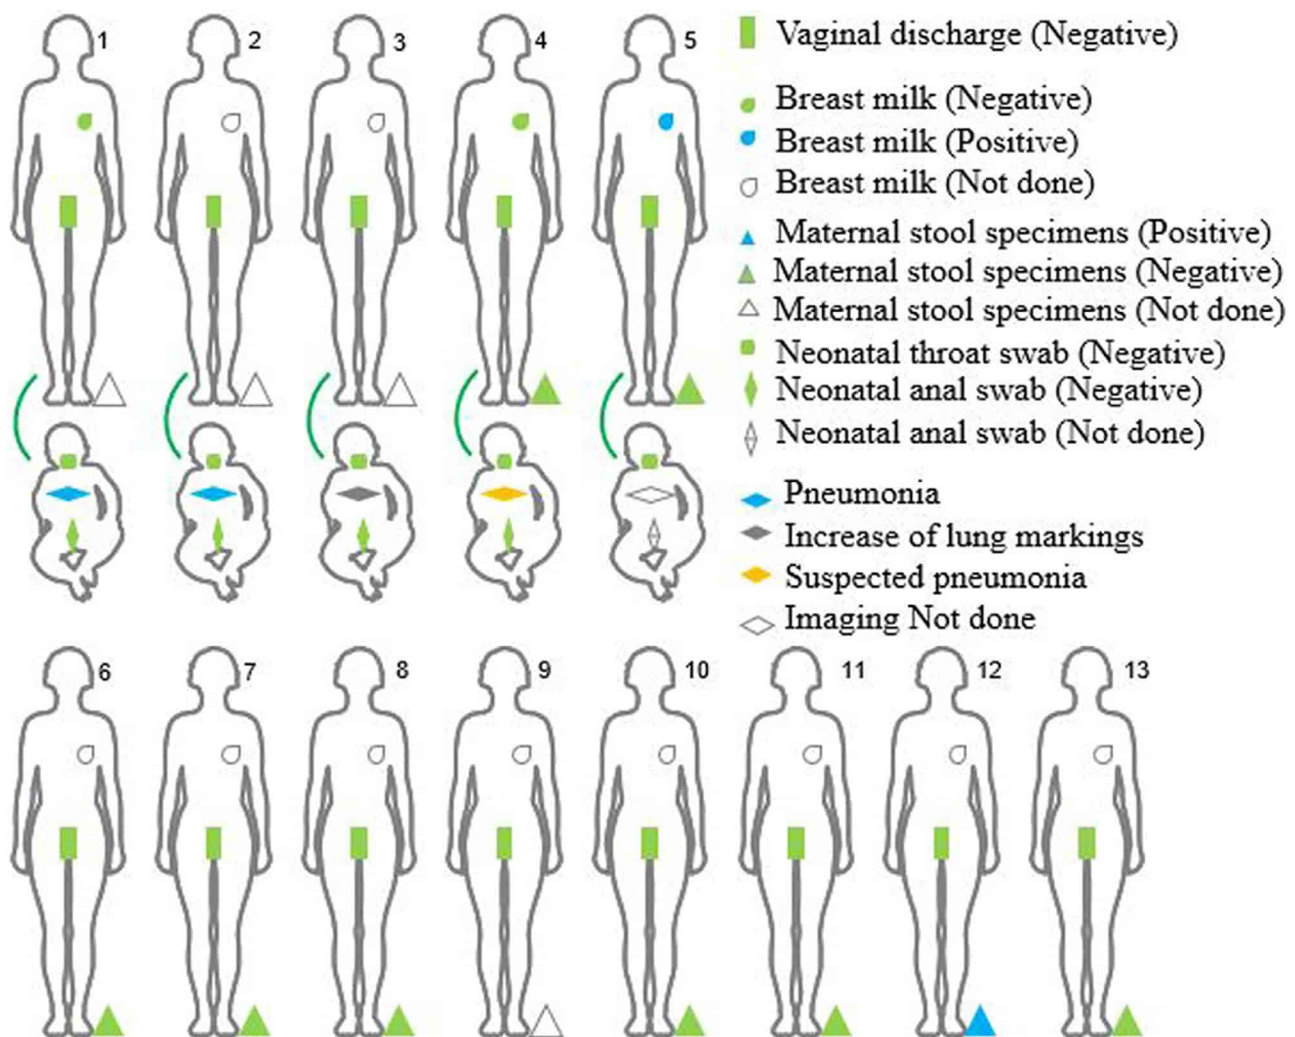 1
2
3
4
5
Vaginal discharge (Negative)
Breast milk (Negative)
Breast milk (Positive)
Breast milk (Not done)
Maternal stool specimens (Positive)
Maternal stool specimens (Negative)
Maternal stool specimens (Not done)
Neonatal throat swab (Negative)
Neonatal anal swab (Negative)
Neonatal anal swab (Not done)
Pneumonia
Increase of lung markings
Suspected pneumonia
Imaging Not done
6
7
8
9
10
11
12
13